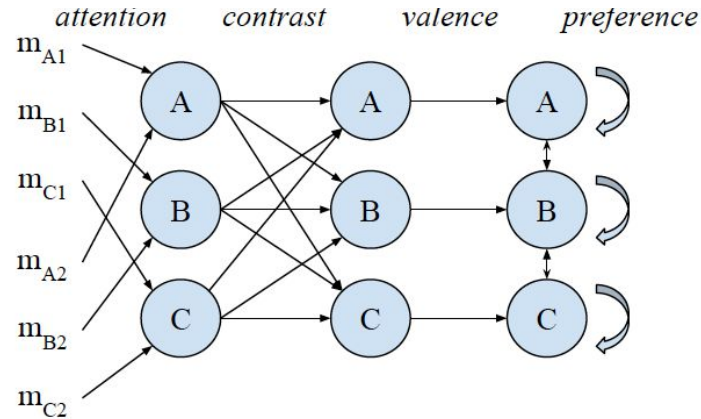 attention contrast valence preference
m_A1
A A A
m_B1
m_C1
B B B
m_A2
m_B2
C C C
m_C2